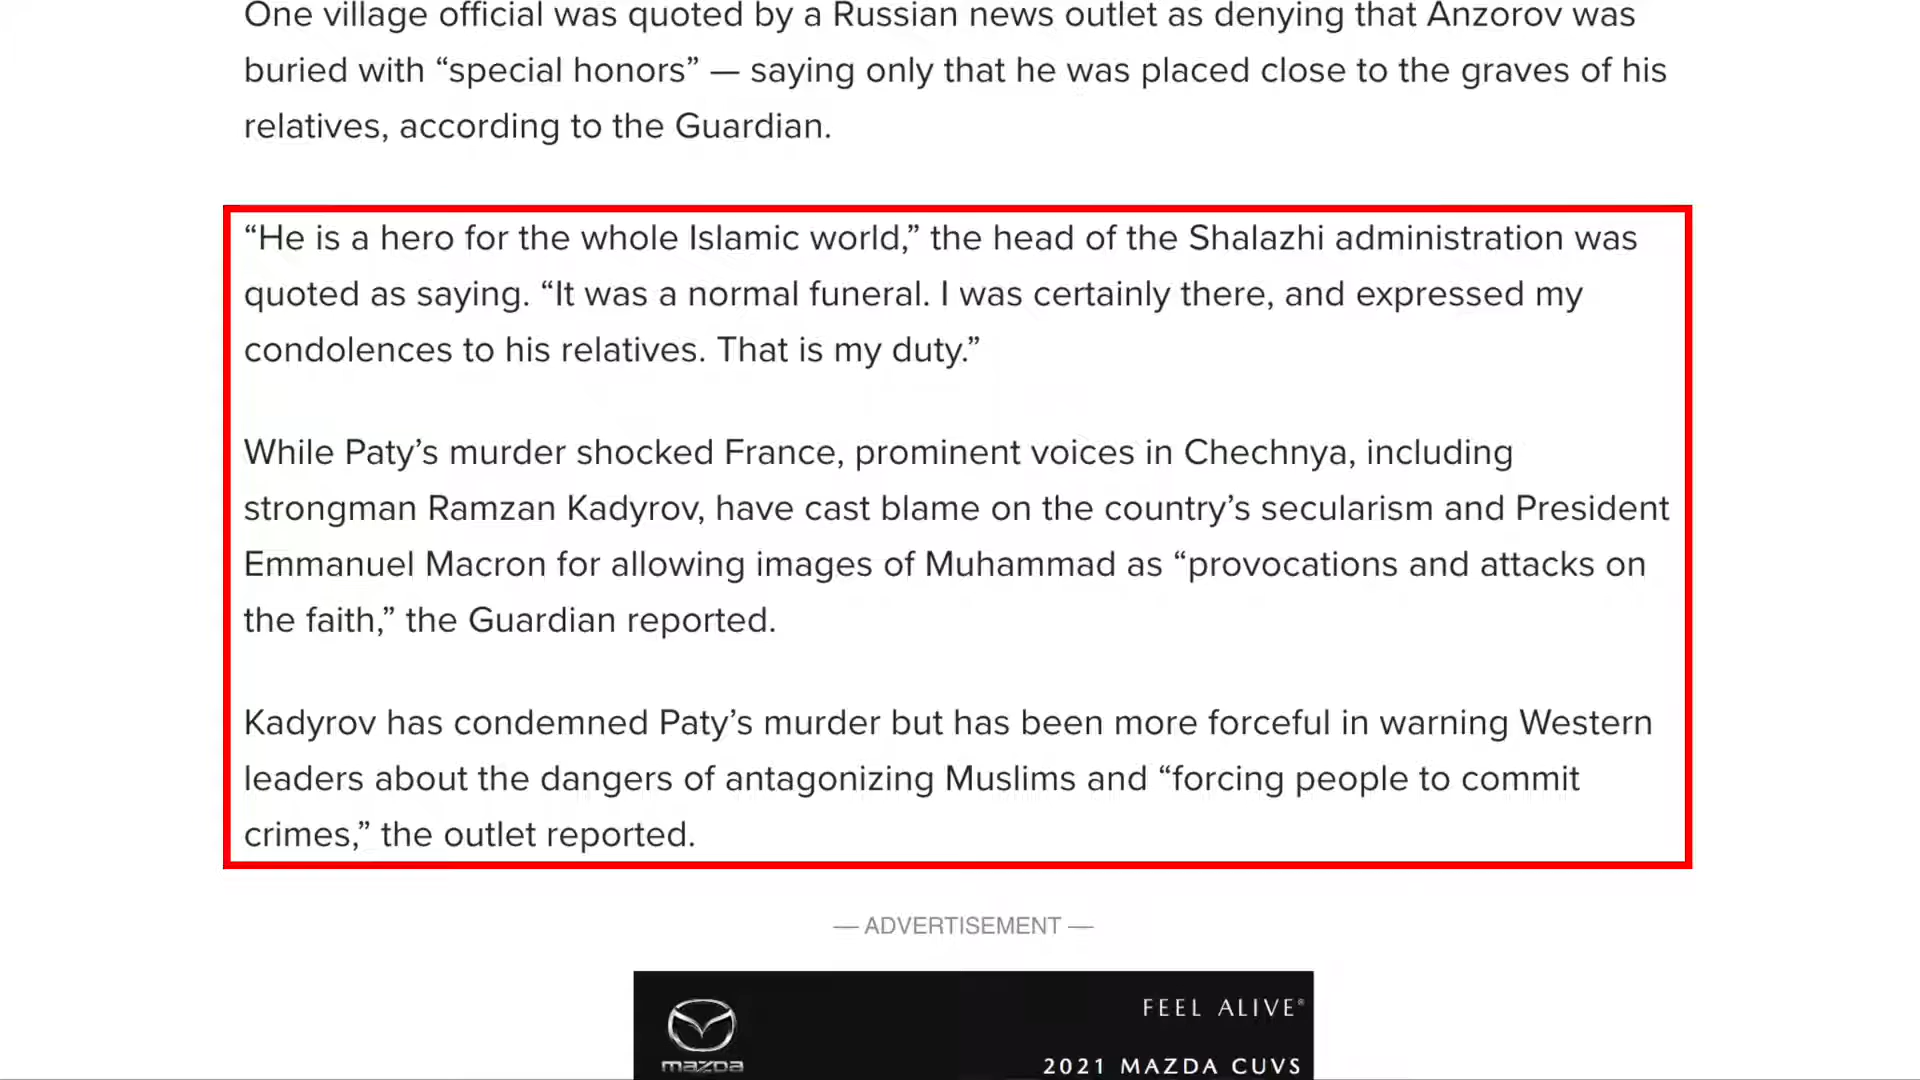 One village official was quoted by a Russian news outlet as denying that Anzorov was
buried with “special honors” — saying only that he was placed close to the graves of his
relatives, according to the Guardian.
“He is a hero for the whole Islamic world,” the head of the Shalazhi administration was
quoted as saying. “It was a normal funeral. I was certainly there, and expressed my
condolences to his relatives. That is my duty.”
While Paty’s murder shocked France, prominent voices in Chechnya, including
strongman Ramzan Kadyrov, have cast blame on the country’s secularism and President
Emmanuel Macron for allowing images of Muhammad as “provocations and attacks on
the faith,” the Guardian reported.
Kadyrov has condemned Paty’s murder but has been more forceful in warning Western
leaders about the dangers of antagonizing Muslims and “forcing people to commit
crimes,” the outlet reported.
— ADVERTISEMENT —
FEEL ALIVE®
mazda
2021 MAZDA CUVS